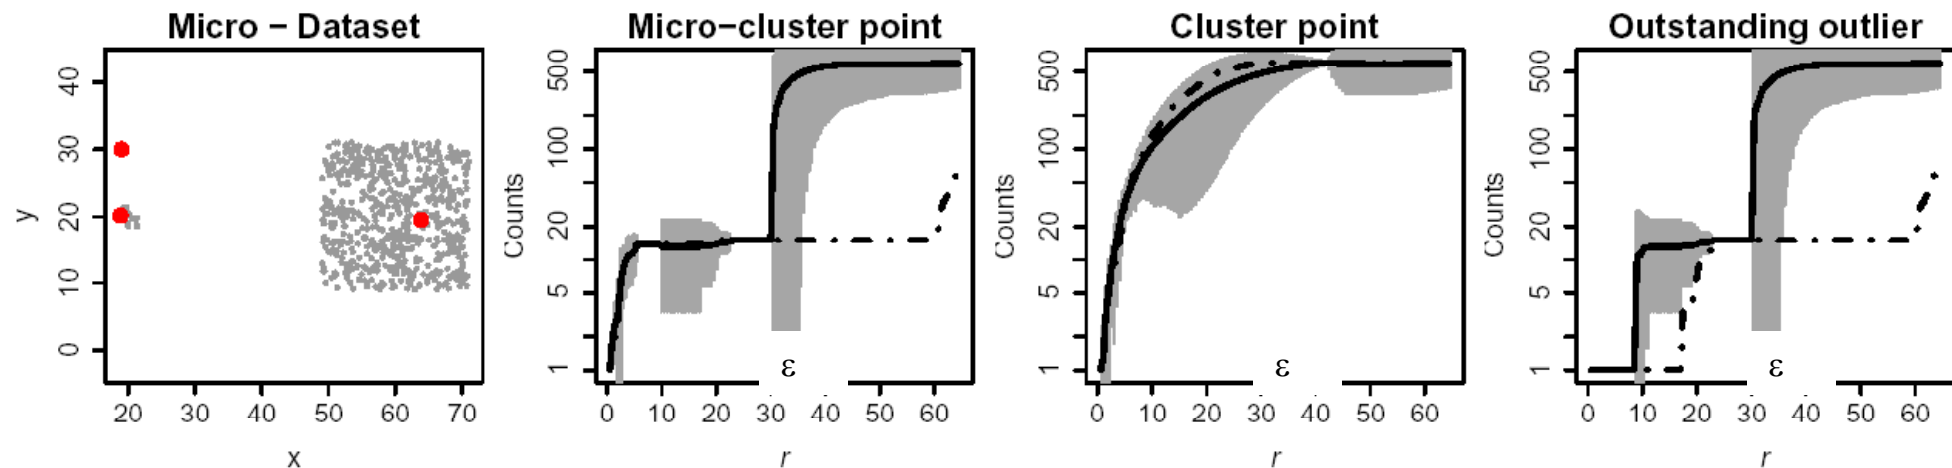 Micro – Dataset
y
40
30
20
10
0
20 30 40 50 60 70
x
Micro−cluster point
Counts
500
100
20
5
1
ε
0 10 20 30 40 50 60
r
Cluster point
Counts
500
100
20
5
1
ε
0 10 20 30 40 50 60
r
Outstanding outlier
Counts
500
100
20
5
1
ε
0 10 20 30 40 50 60
r